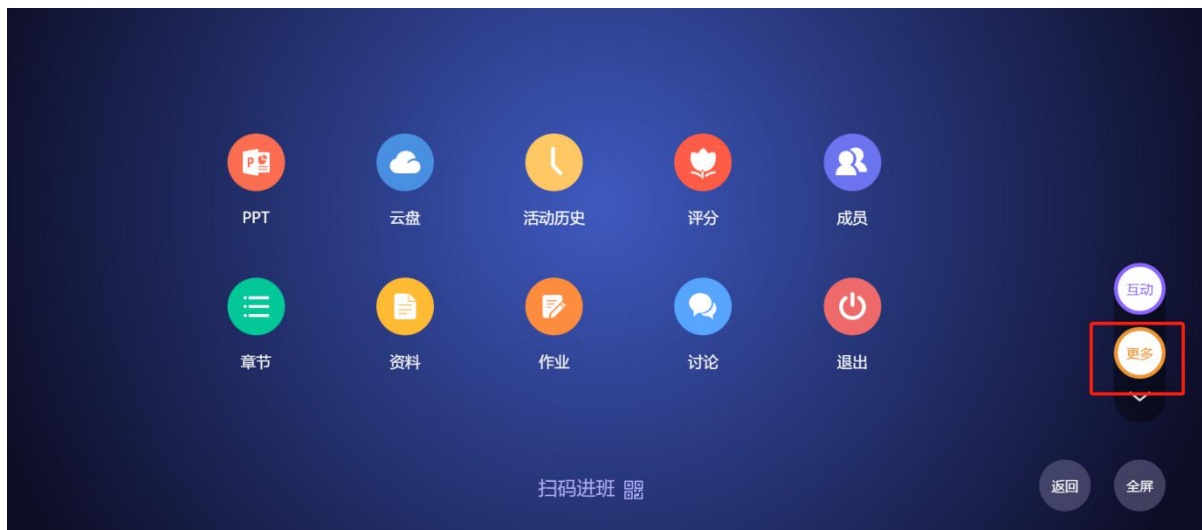 PPT 云盘 活动历史 评分 成员
互动
章节 资料 作业 讨论 退出
更多
扫码进班
返回 全屏